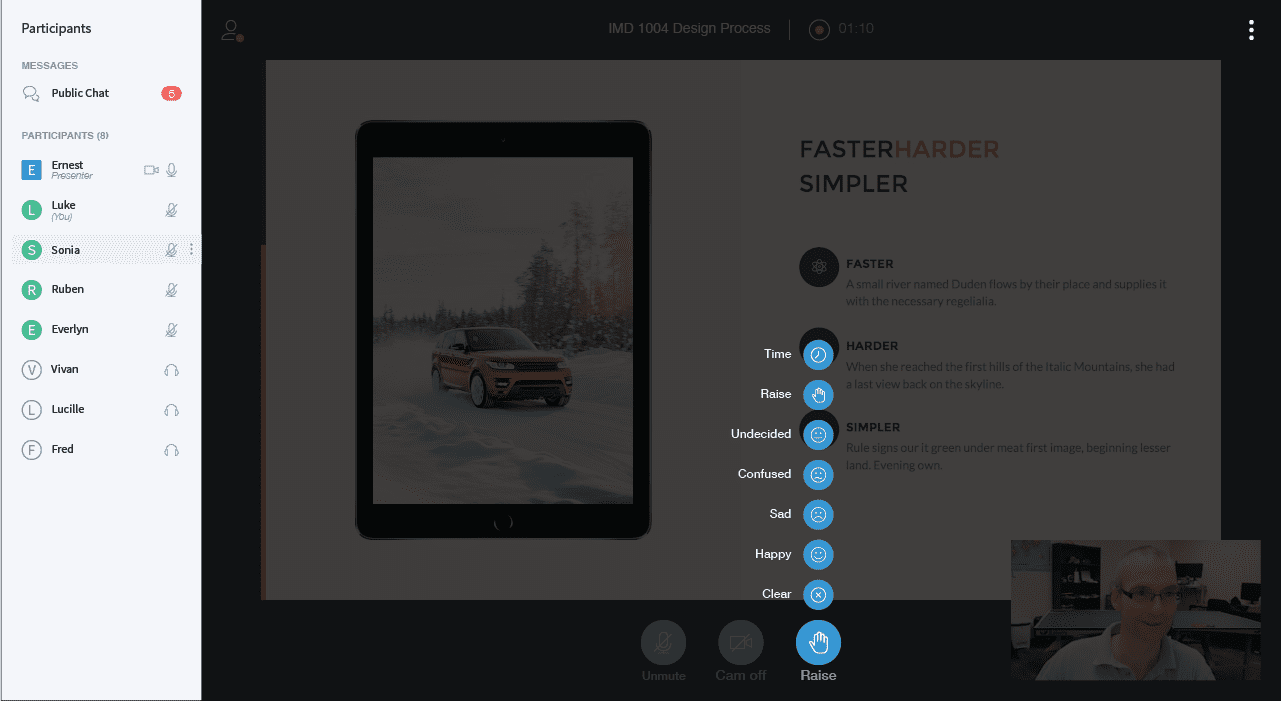 Participants
MESSAGES
Public Chat
5
PARTICIPANTS (8)
E
Ernest
Presenter
L
Luke
(You)
S
Sonia
R
Ruben
E
Everlyn
V
Vivan
L
Lucille
F
Fred
IMD 1004 Design Process
01:10
FASTERHARDER
SIMPLER
FASTER
A small river named Duden flows by their place and supplies it
with the necessary regelialia.
HARDER
When she reached the first hills of the Italic Mountains, she had
a last view back on the skyline.
SIMPLER
Rule signs our it green under meat first image, beginning lesser
land. Evening own.
Time
Raise
Undecided
Confused
Sad
Happy
Clear
Unmute
Cam off
Raise